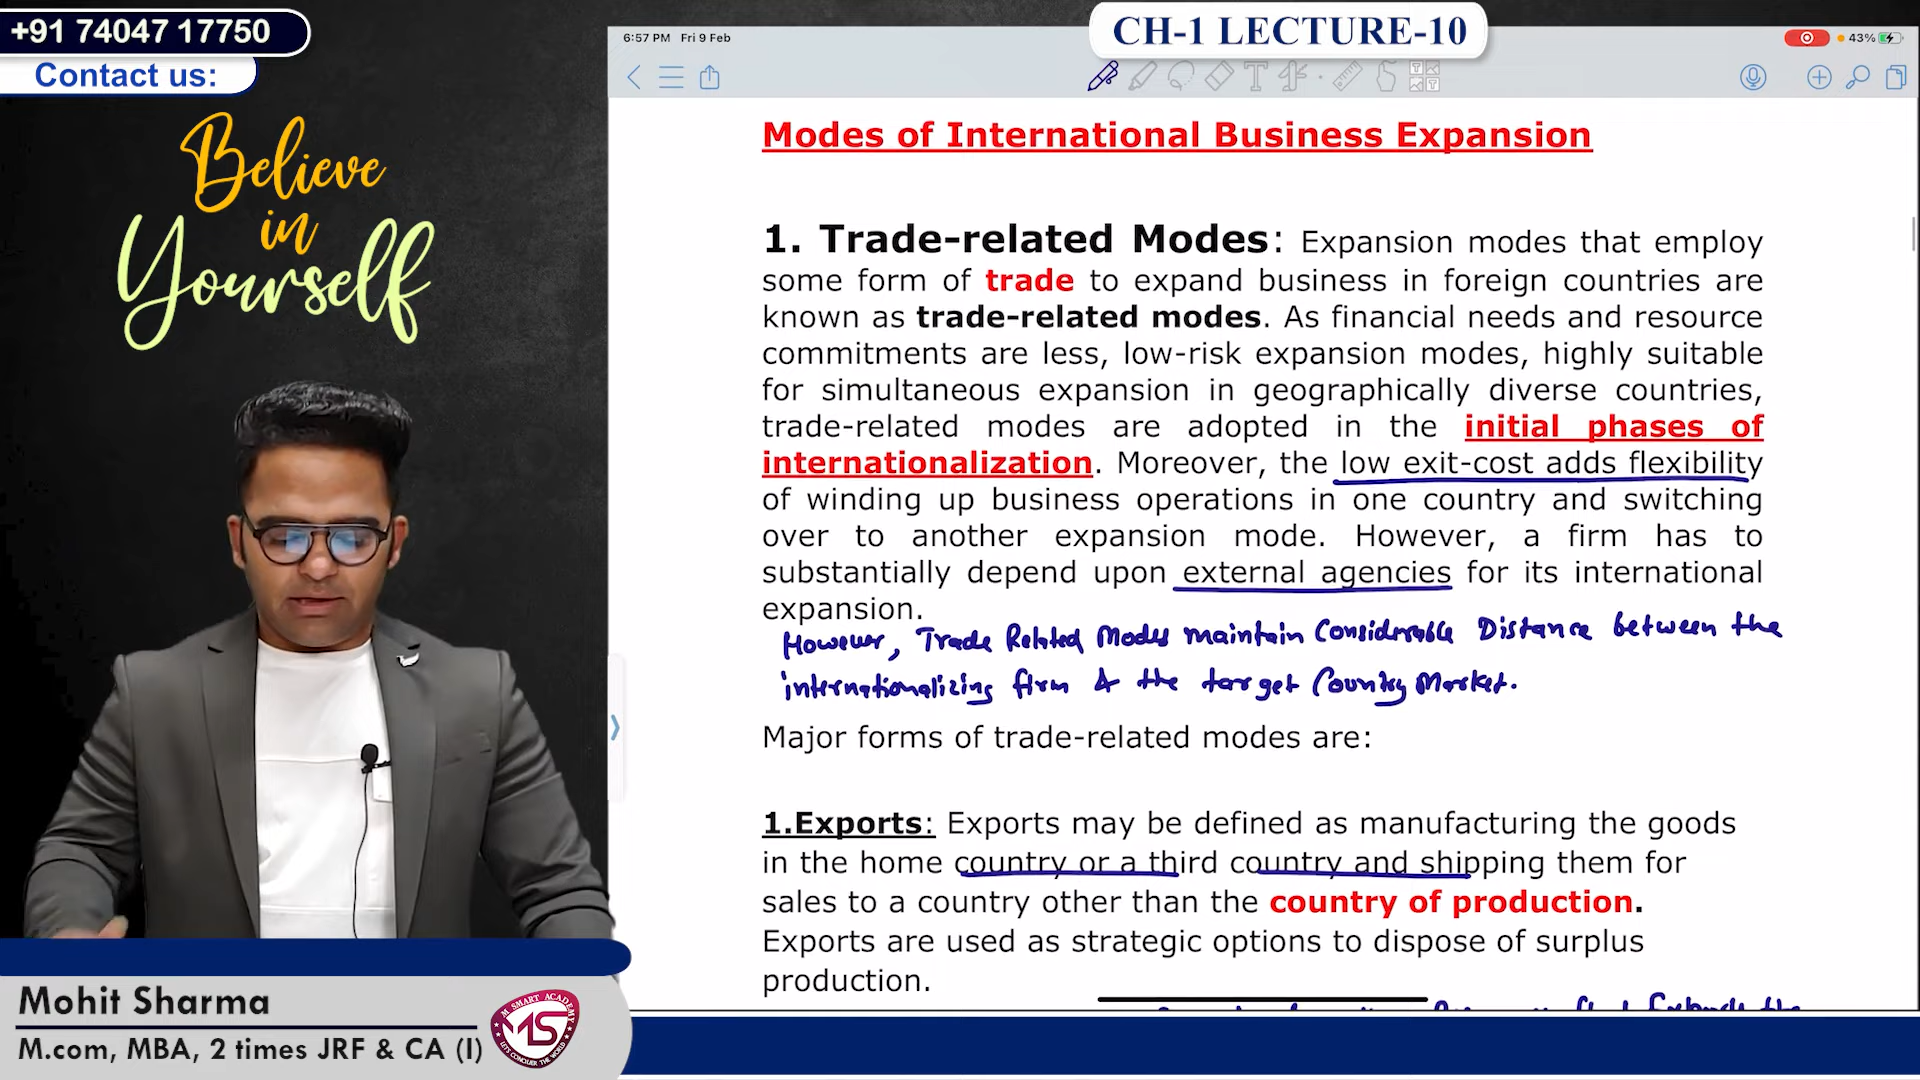 +91 74047 17750
Contact us:
Believe
in
Yourself
CH-1 LECTURE-10
6:57 PM Fri 9 Feb
43%
Modes of International Business Expansion
1. Trade-related Modes: Expansion modes that employ
some form of trade to expand business in foreign countries are
known as trade-related modes. As financial needs and resource
commitments are less, low-risk expansion modes, highly suitable
for simultaneous expansion in geographically diverse countries,
trade-related modes are adopted in the initial phases of
internationalization. Moreover, the low exit-cost adds flexibility
of winding up business operations in one country and switching
over to another expansion mode. However, a firm has to
substantially depend upon external agencies for its international
expansion.
However, Trade Related Modes maintain Considerable Distance between the
internationalizing firm & the target Country Market.
Major forms of trade-related modes are:
1.Exports: Exports may be defined as manufacturing the goods
in the home country or a third country and shipping them for
sales to a country other than the country of production.
Exports are used as strategic options to dispose of surplus
production.
Mohit Sharma
M.com, MBA, 2 times JRF & CA (I)
M SMART ACADEMY
MS
LET'S CONQUER THE WORLD